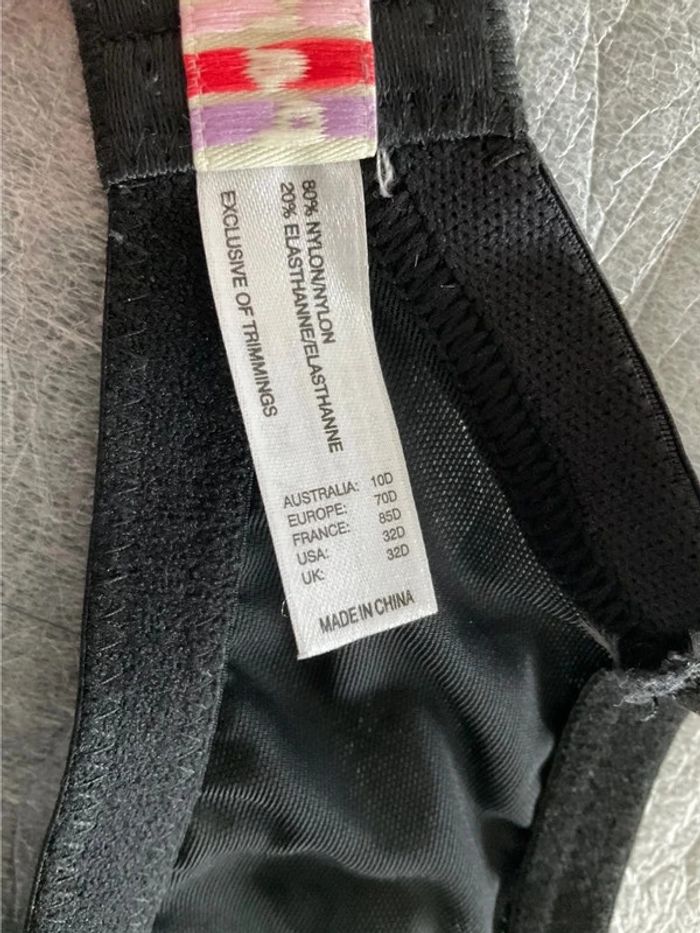 80% NYLON/NYLON
20% ELASTHANNE/ELASTHANNE
EXCLUSIVE OF TRIMMINGS
AUSTRALIA: 10D
EUROPE: 70D
FRANCE: 85D
USA: 32D
UK: 32D
MADE IN CHINA